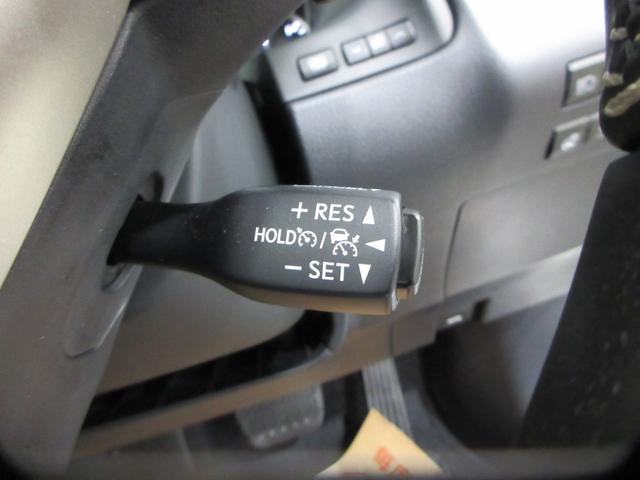 + RES ▲
HOLD / ◀
− SET ▼